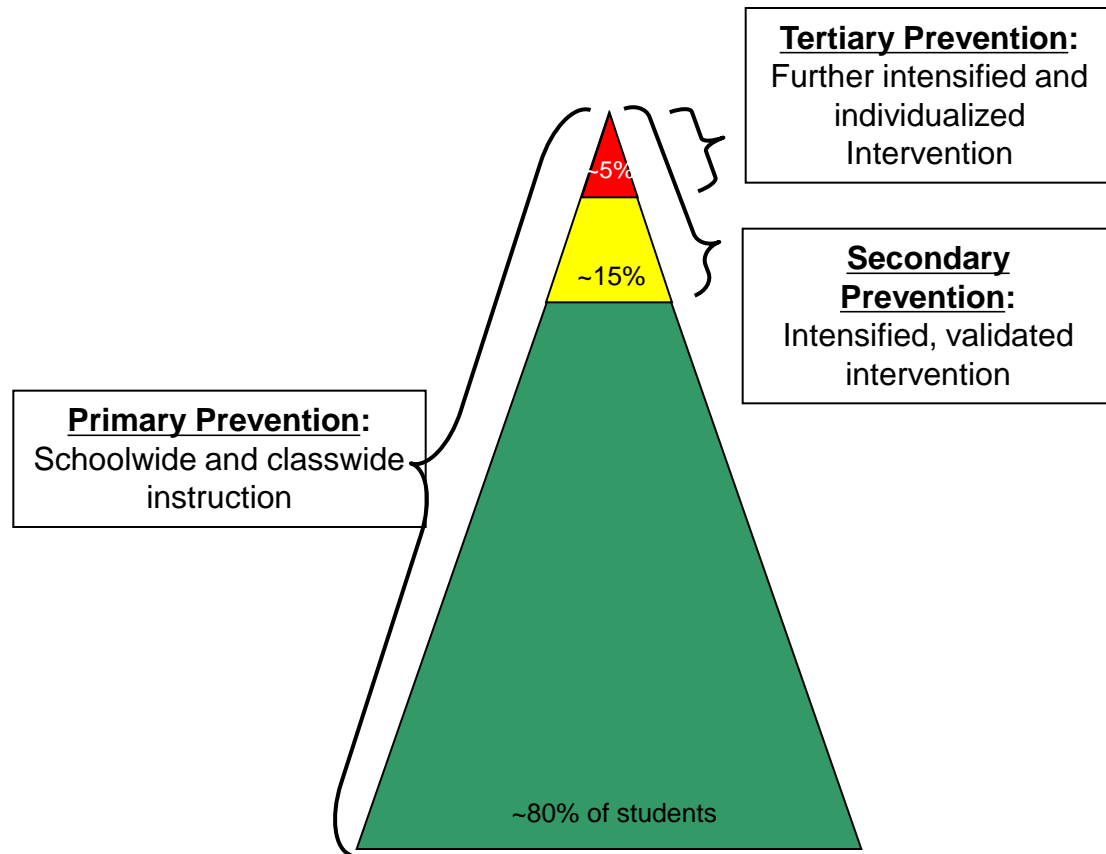 Tertiary Prevention:
Further intensified and
individualized
Intervention
~5%
~15%
Secondary
Prevention:
Intensified, validated
intervention
Primary Prevention:
Schoolwide and classwide
instruction
~80% of students